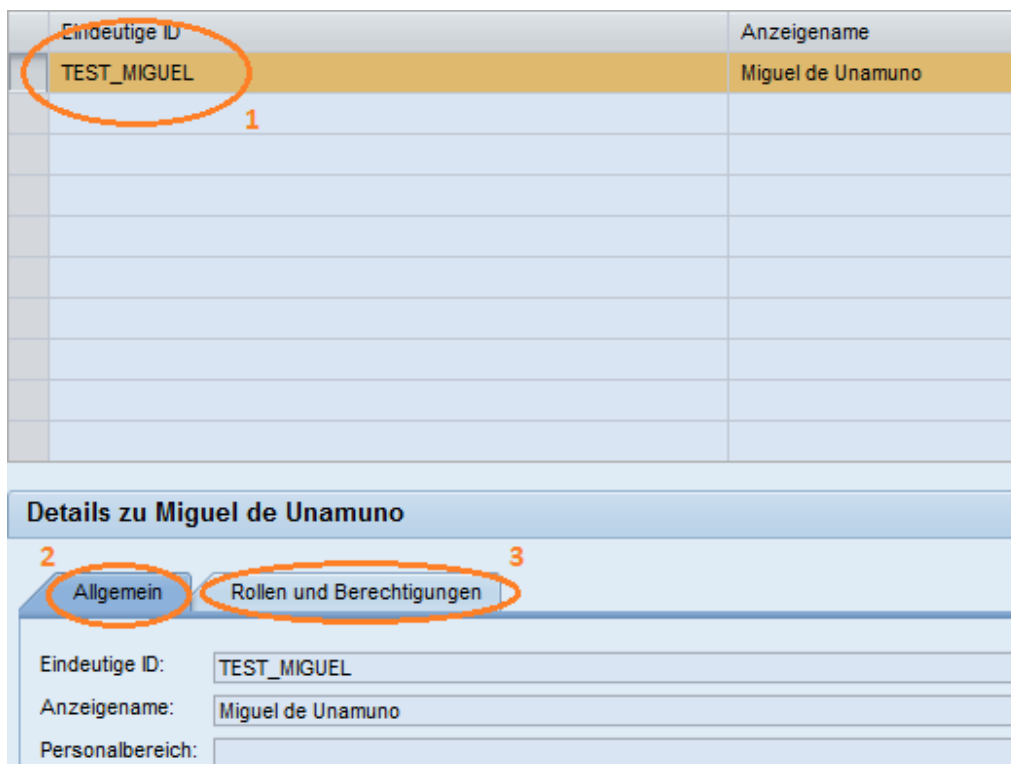 Eindeutige ID Anzeigename
TEST_MIGUEL Miguel de Unamuno
1
Details zu Miguel de Unamuno
2 3
Allgemein Rollen und Berechtigungen
Eindeutige ID: TEST_MIGUEL
Anzeigename: Miguel de Unamuno
Personalbereich: